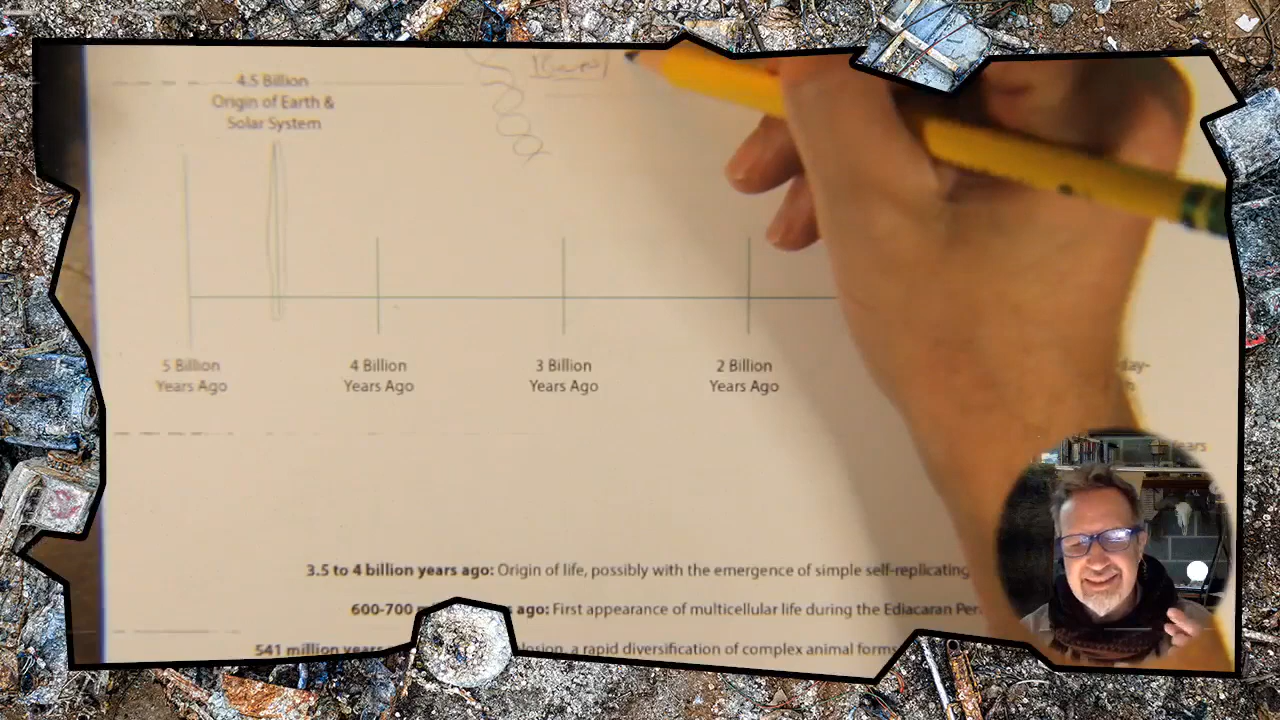 4.5 Billion
Origin of Earth &
Solar System
5 Billion
Years Ago
4 Billion
Years Ago
3 Billion
Years Ago
2 Billion
Years Ago
day-
3.5 to 4 billion years ago: Origin of life, possibly with the emergence of simple self-replicating
600-700 ago: First appearance of multicellular life during the Ediacaran
541 million years a rapid diversification of complex animal forms